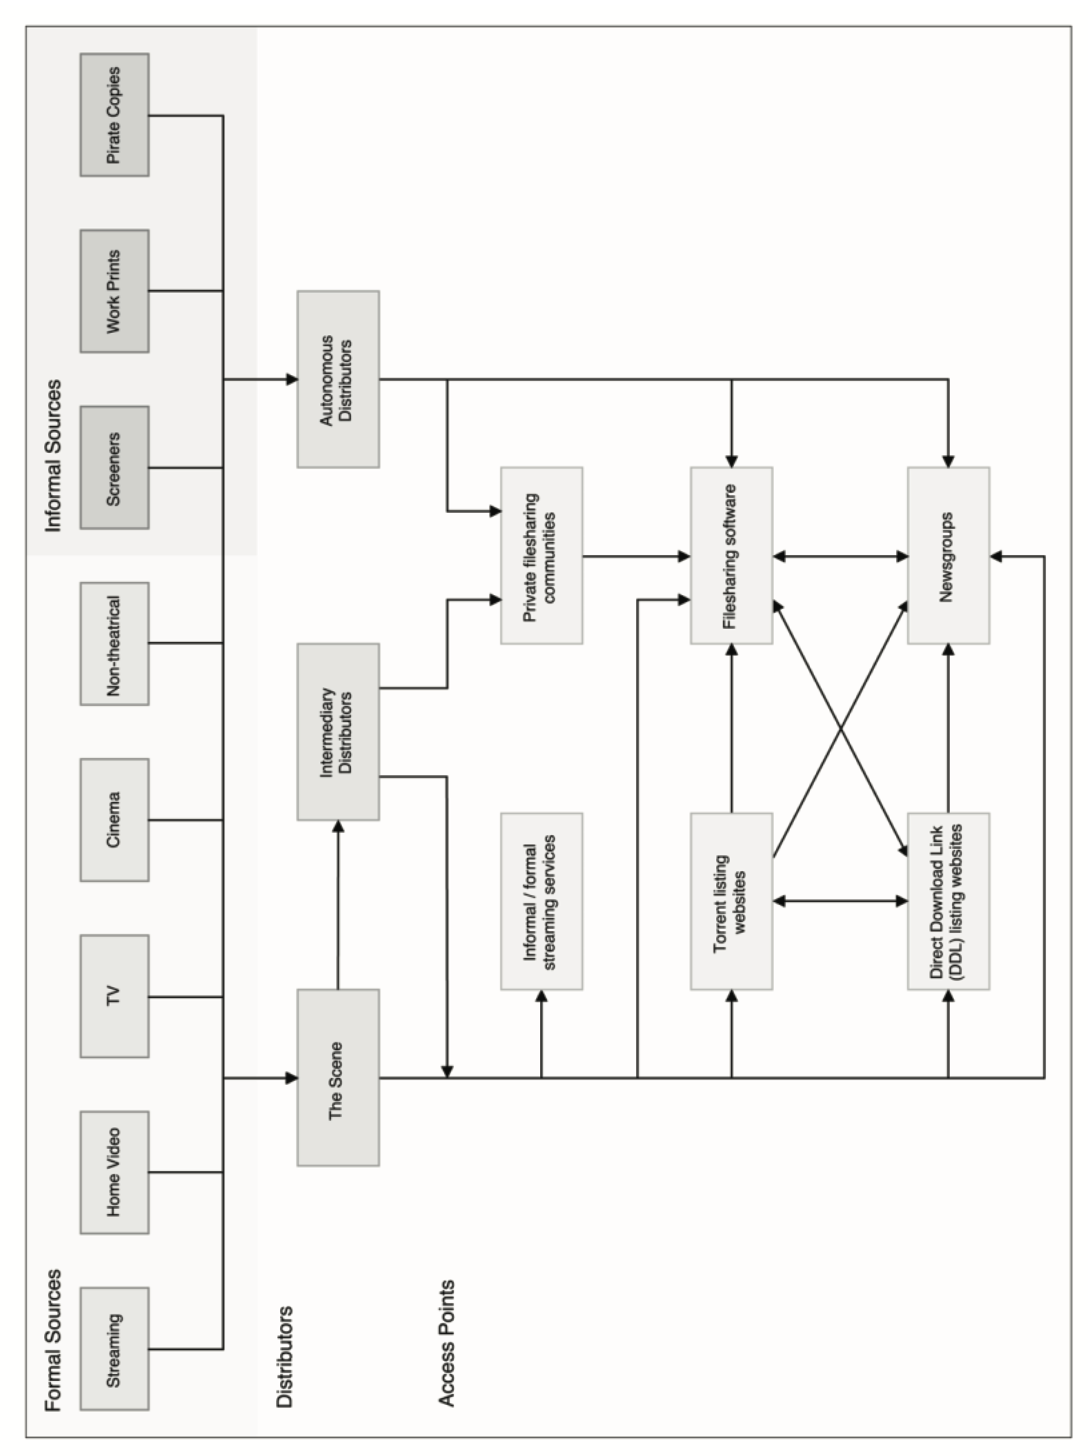 Formal Sources
Informal Sources
Streaming
Home Video
TV
Cinema
Non-theatrical
Screeners
Work Prints
Pirate Copies
Distributors
The Scene
Intermediary
Distributors
Autonomous
Distributors
Access Points
Informal / formal
streaming services
Private filesharing
communities
Torrent listing
websites
Filesharing software
Direct Download Link
(DDL) listing websites
Newsgroups